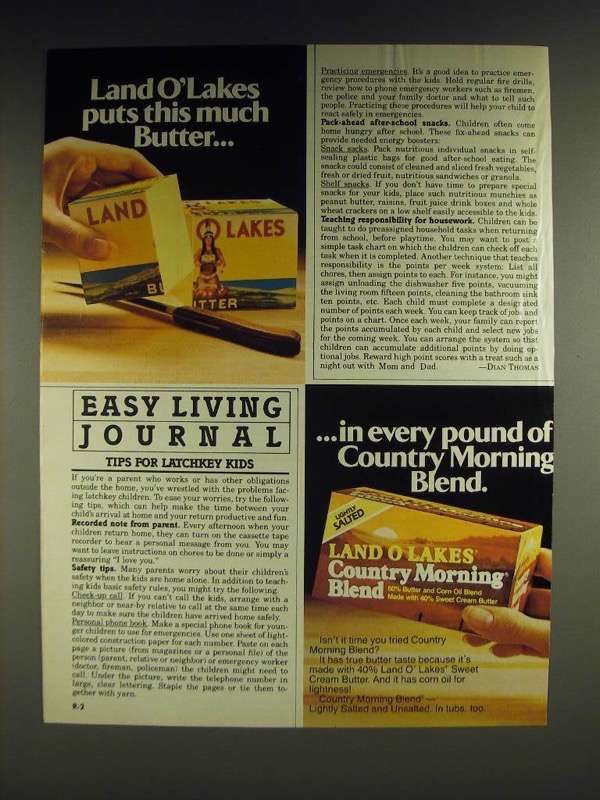 Land O'Lakes
puts this much
Butter...
LAND
O LAKES
BU
UTTER
EASY LIVING
JOURNAL
TIPS FOR LATCHKEY KIDS
If you're a parent who works or has other obligations
outside the home, you've wrestled with the problems fac-
ing latchkey children. To ease your worries, try the follow-
ing tips, which can help make the time between your
child's arrival at home and your return productive and fun.
Recorded note from parent. Every afternoon when your
children return home, they can turn on the cassette tape
recorder to hear a personal message from you. You may
want to leave instructions on chores to be done or simply a
reassuring "I love you."
Safety tips. Many parents worry about their children's
safety when the kids are home alone. In addition to teach-
ing kids basic safety rules, you might try the following.
Check-up call. If you can't call the kids, arrange with a
neighbor or near-by relative to call at the same time each
day to make sure the children have arrived home safely.
Personal phone book. Make a special phone book for youn-
ger children to use for emergencies. Use one sheet of light-
colored construction paper for each number. Paste on each
page a picture (from magazines or a personal file) of the
person (parent, relative or neighbor) or emergency worker
(doctor, fireman, policeman) the children might need to
call. Under the picture, write the telephone number in
large, clear lettering. Staple the pages or tie them to-
gether with yarn.
R-2
Practicing emergencies. It's a good idea to practice emer-
gency procedures with the kids. Hold regular fire drills,
review how to phone emergency workers such as firemen,
the police and your family doctor and what to tell such
people. Practicing these procedures will help your child to
react safely in emergencies.
Pack-ahead after-school snacks. Children often come
home hungry after school. These fix-ahead snacks can
provide needed energy boosters:
Snack sacks. Pack nutritious individual snacks in self-
sealing plastic bags for good after-school eating. The
snacks could consist of cleaned and sliced fresh vegetables,
fresh or dried fruit, nutritious sandwiches or granola.
Shelf snacks. If you don't have time to prepare special
snacks for your kids, place such nutritious munchies as
peanut butter, raisins, fruit juice drink boxes and whole
wheat crackers on a low shelf easily accessible to the kids.
Teaching responsibility for housework. Children can be
taught to do preassigned household tasks when returning
from school, before playtime. You may want to post a
simple task chart on which the children can check off each
task when it is completed. Another technique that teaches
responsibility is the points per week system: List all
chores, then assign points to each. For instance, you might
assign unloading the dishwasher five points, vacuuming
the living room fifteen points, cleaning the bathroom sink
ten points, etc. Each child must complete a designated
number of points each week. You can keep track of jobs and
points on a chart. Once each week, your family can report
the points accumulated by each child and select new jobs
for the coming week. You can arrange the system so that
children can accumulate additional points by doing op-
tional jobs. Reward high point scores with a treat such as a
night out with Mom and Dad. —DIAN THOMAS
...in every pound of
Country Morning
Blend.
LIGHTLY
SALTED
LAND O LAKES®
Country Morning®
Blend
60% Butter and Corn Oil Blend
Made with 40% Sweet Cream Butter
Isn't it time you tried Country
Morning Blend?
It has true butter taste because it's
made with 40% Land O' Lakes® Sweet
Cream Butter. And it has corn oil for
lightness!
Country Morning Blend®—
Lightly Salted and Unsalted. In tubs, too.